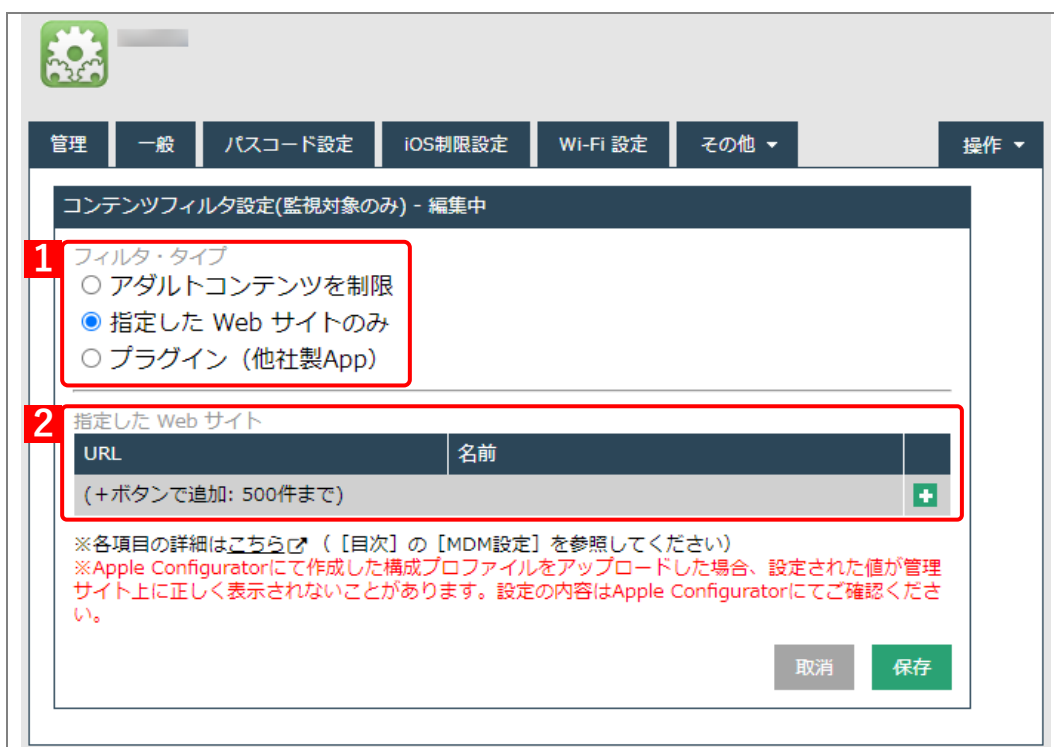 管理 一般 パスコード設定 iOS制限設定 Wi-Fi 設定 その他 操作
コンテンツフィルタ設定(監視対象のみ) - 編集中
1
フィルタ・タイプ
アダルトコンテンツを制限
指定した Web サイトのみ
プラグイン（他社製App）
2
指定した Web サイト
URL 名前
(+ボタンで追加: 500件まで)
※各項目の詳細はこちら（［目次］の［MDM設定］を参照してください）
※Apple Configuratorにて作成した構成プロファイルをアップロードした場合、設定された値が管理
サイト上に正しく表示されないことがあります。設定の内容はApple Configuratorにてご確認くださ
い。
取消 保存